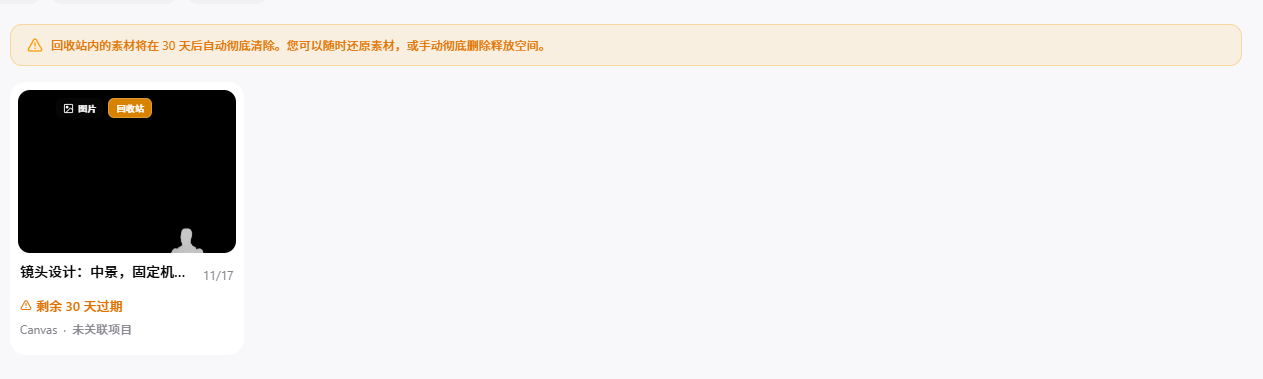 回收站内的素材将在 30 天后自动彻底清除。您可以随时还原素材，或手动彻底删除释放空间。
图片 回收站
镜头设计：中景，固定机... 11/17
剩余 30 天过期
Canvas · 未关联项目